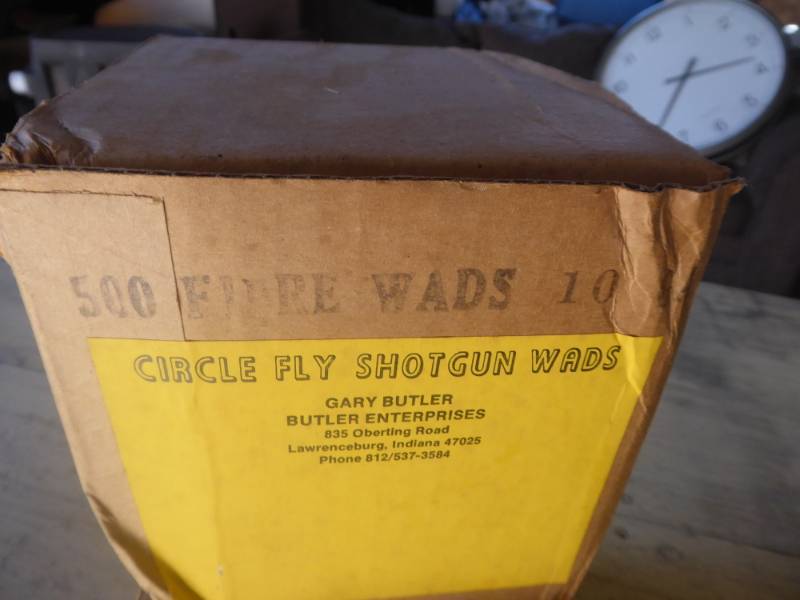 500 FIBRE WADS 10
CIRCLE FLY SHOTGUN WADS
GARY BUTLER
BUTLER ENTERPRISES
835 Oberting Road
Lawrenceburg, Indiana 47025
Phone 812/537-3584